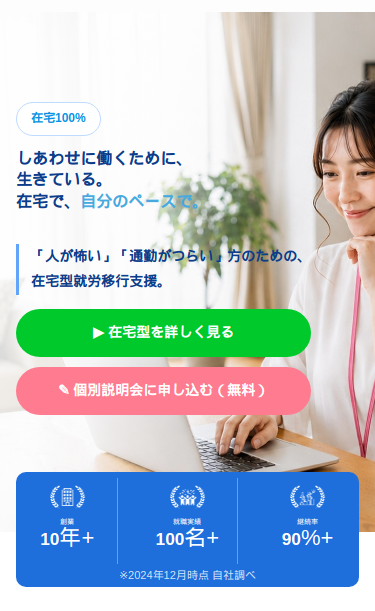 在宅100%
しあわせに働くために、
生きている。
在宅で、自分のペースで。
「人が怖い」「通勤がつらい」方のための、
在宅型就労移行支援。
▶ 在宅型を詳しく見る
✎ 個別説明会に申し込む（無料）
創業
10年+
就職実績
100名+
継続率
90%+
※2024年12月時点 自社調べ